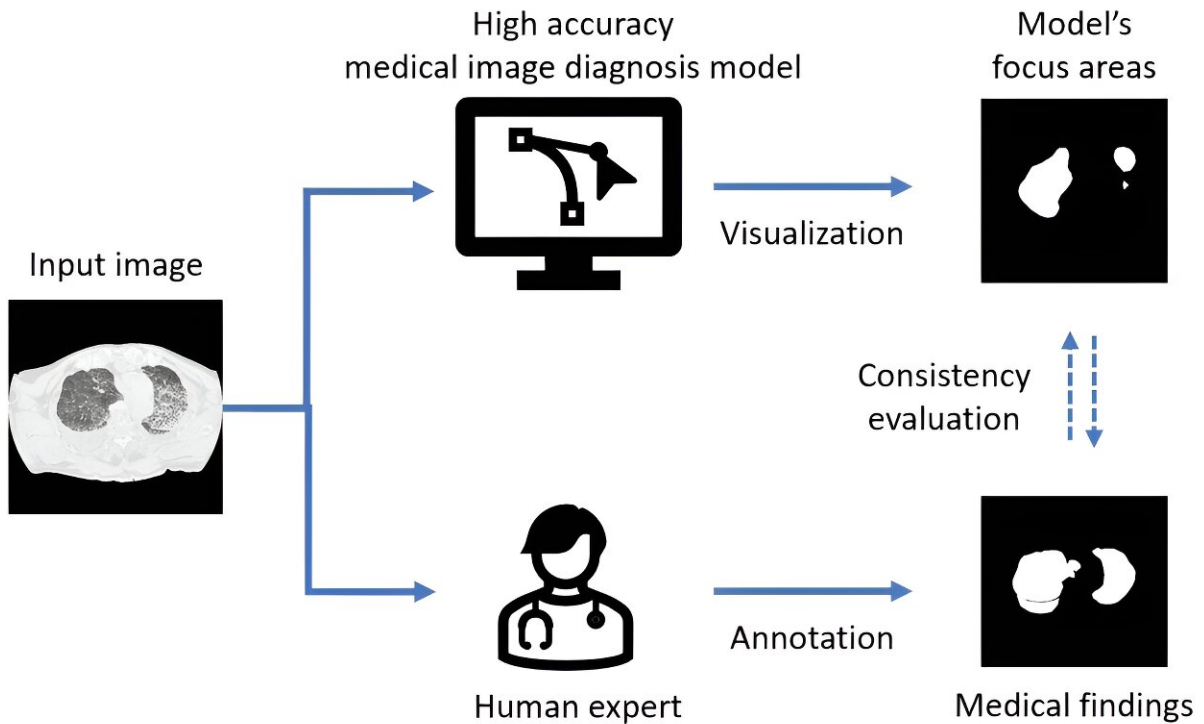 High accuracy
medical image diagnosis model
Model's
focus areas
Visualization
Input image
Consistency
evaluation
Annotation
Human expert
Medical findings